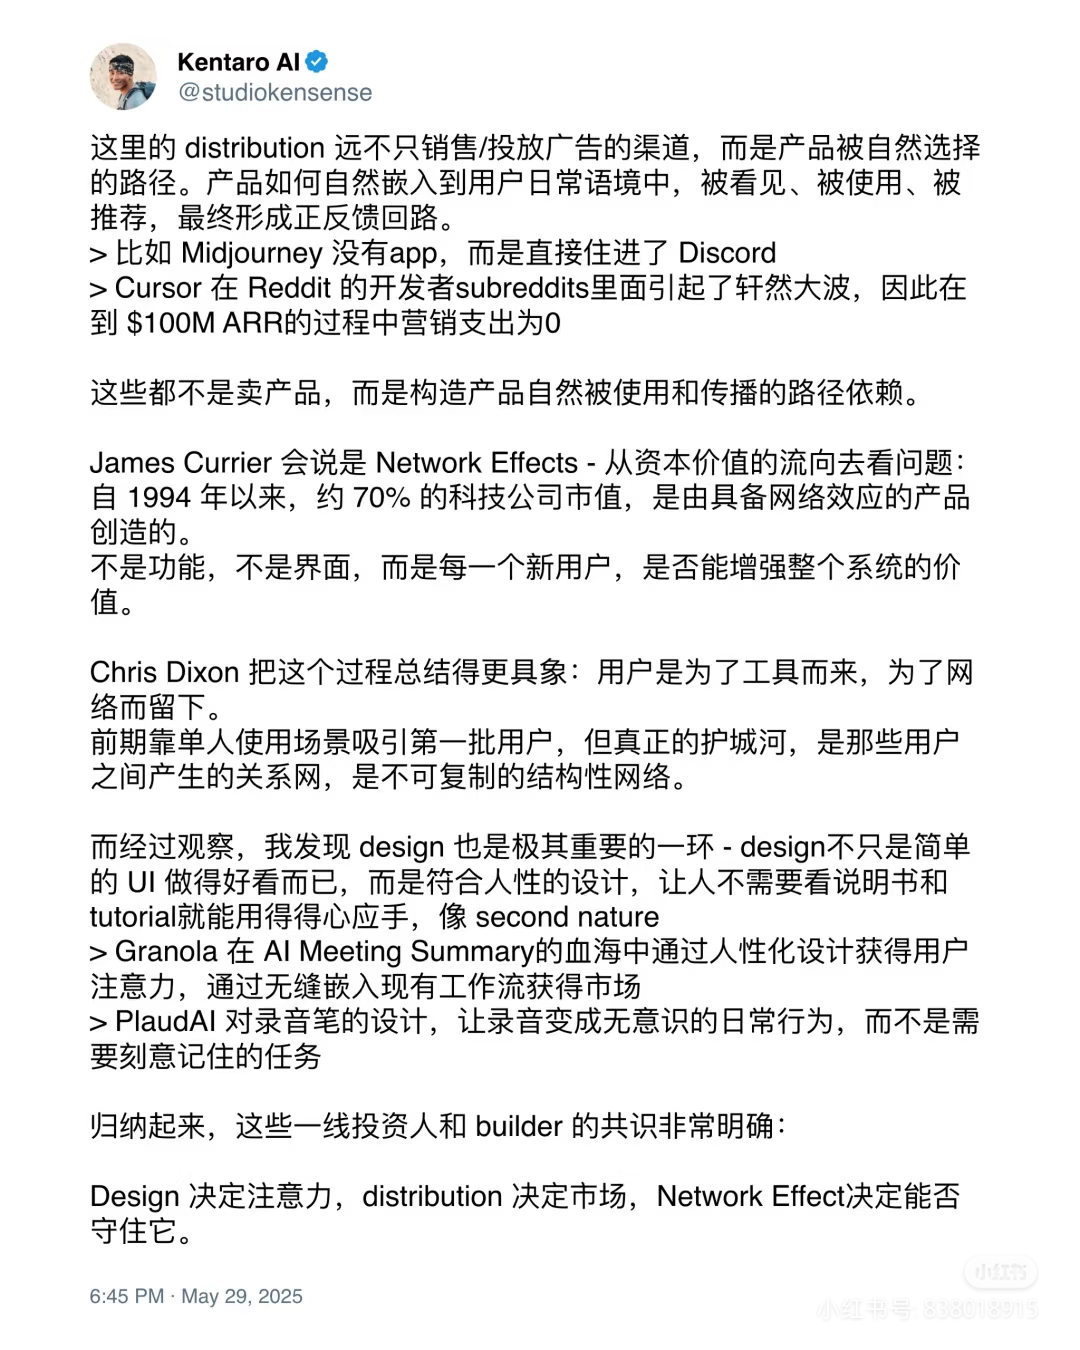 Kentaro AI
@studiokensense
这里的 distribution 远不只销售/投放广告的渠道，而是产品被自然选择
的路径。产品如何自然嵌入到用户日常语境中，被看见、被使用、被
推荐，最终形成正反馈回路。
> 比如 Midjourney 没有app，而是直接住进了 Discord
> Cursor 在 Reddit 的开发者subreddits里面引起了轩然大波，因此在
到 $100M ARR的过程中营销支出为0
这些都不是卖产品，而是构造产品自然被使用和传播的路径依赖。
James Currier 会说是 Network Effects - 从资本价值的流向去看问题：
自 1994 年以来，约 70% 的科技公司市值，是由具备网络效应的产品
创造的。
不是功能，不是界面，而是每一个新用户，是否能增强整个系统的价
值。
Chris Dixon 把这个过程总结得更具象：用户是为了工具而来，为了网
络而留下。
前期靠单人使用场景吸引第一批用户，但真正的护城河，是那些用户
之间产生的关系网，是不可复制的结构性网络。
而经过观察，我发现 design 也是极其重要的一环 - design不只是简单
的 UI 做得好看而已，而是符合人性的设计，让人不需要看说明书和
tutorial就能用得得心应手，像 second nature
> Granola 在 AI Meeting Summary的血海中通过人性化设计获得用户
注意力，通过无缝嵌入现有工作流获得市场
> PlaudAI 对录音笔的设计，让录音变成无意识的日常行为，而不是需
要刻意记住的任务
归纳起来，这些一线投资人和 builder 的共识非常明确：
Design 决定注意力，distribution 决定市场，Network Effect决定能否
守住它。
6:45 PM · May 29, 2025
小红书
小红书号: 838018915